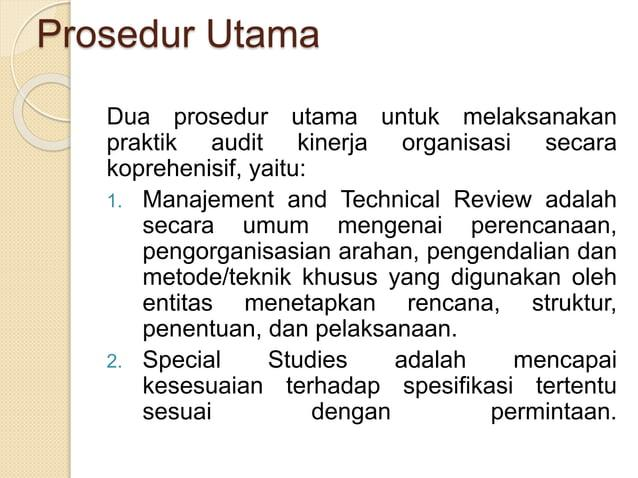 Prosedur Utama
Dua prosedur utama untuk melaksanakan
praktik audit kinerja organisasi secara
koprehenisif, yaitu:
1. Manajement and Technical Review adalah
secara umum mengenai perencanaan,
pengorganisasian arahan, pengendalian dan
metode/teknik khusus yang digunakan oleh
entitas menetapkan rencana, struktur,
penentuan, dan pelaksanaan.
2. Special Studies adalah mencapai
kesesuaian terhadap spesifikasi tertentu
sesuai dengan permintaan.